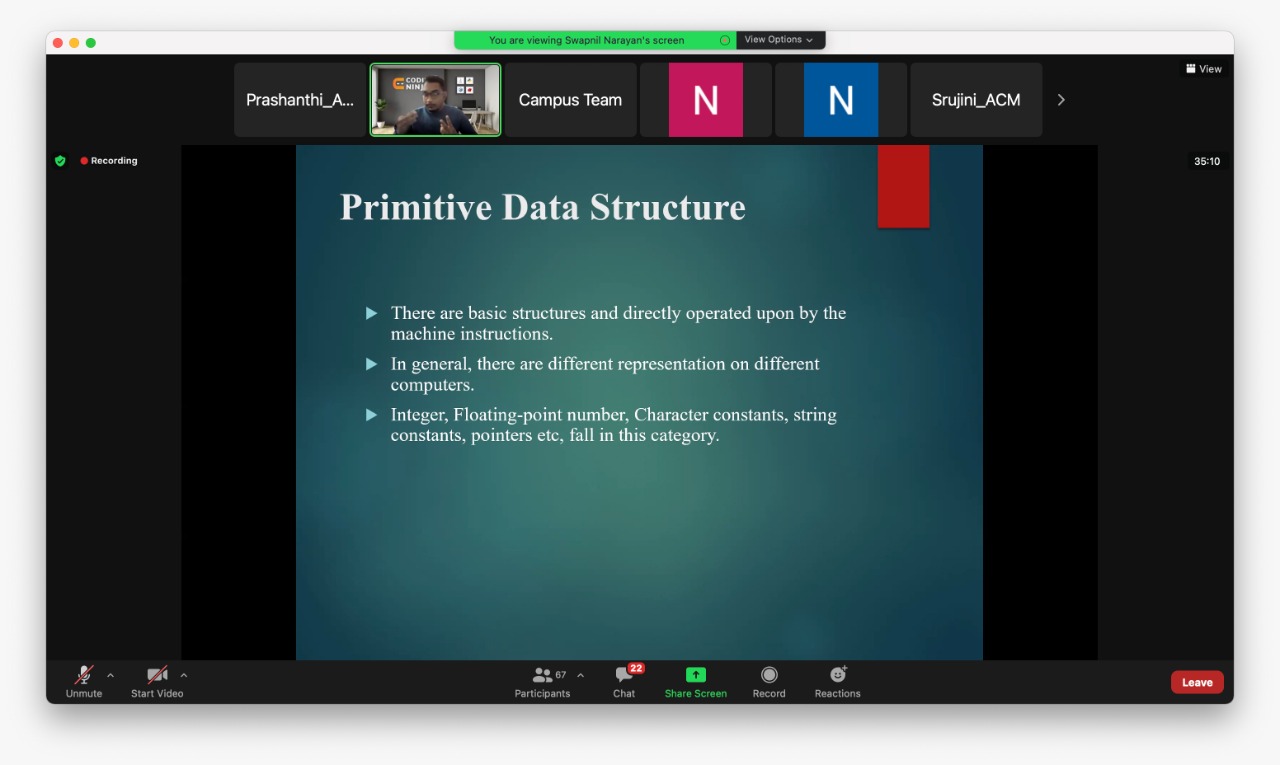 You are viewing Swapnil Narayan's screen
View Options
View
Prashanthi_A...
CODI
NINJ
Campus Team
N
N
Srujini_ACM
Recording
35:10
Primitive Data Structure
There are basic structures and directly operated upon by the
machine instructions.
In general, there are different representation on different
computers.
Integer, Floating-point number, Character constants, string
constants, pointers etc, fall in this category.
Unmute
Start Video
67
Participants
22
Chat
Share Screen
Record
Reactions
Leave